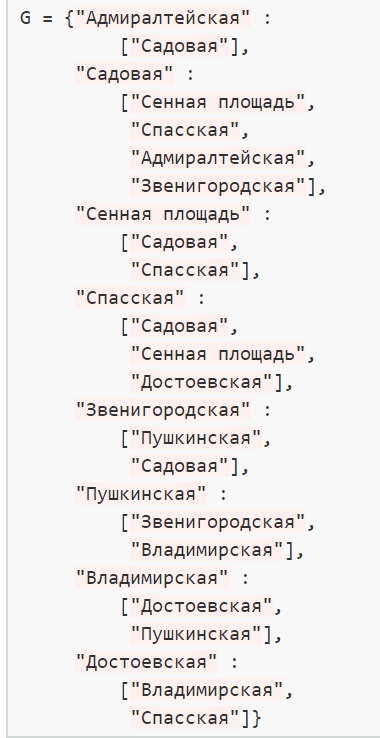 G = {"Адмиралтейская" :
["Садовая"],
"Садовая" :
["Сенная площадь",
"Спасская",
"Адмиралтейская",
"Звенигородская"],
"Сенная площадь" :
["Садовая",
"Спасская"],
"Спасская" :
["Садовая",
"Сенная площадь",
"Достоевская"],
"Звенигородская" :
["Пушкинская",
"Садовая"],
"Пушкинская" :
["Звенигородская",
"Владимирская"],
"Владимирская" :
["Достоевская",
"Пушкинская"],
"Достоевская" :
["Владимирская",
"Спасская"]}